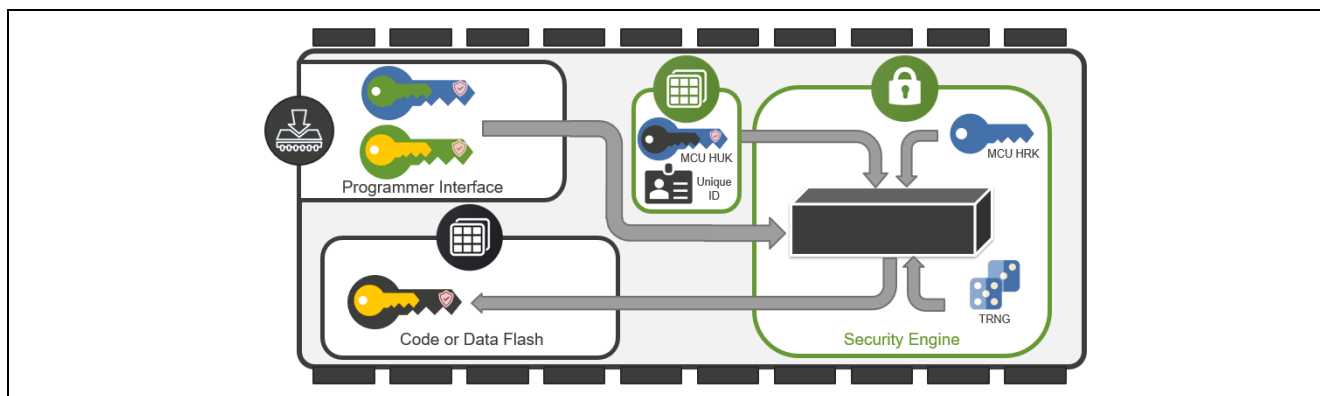 Programmer Interface
MCU HUK
Unique
ID
MCU HRK
Code or Data Flash
TRNG
Security Engine